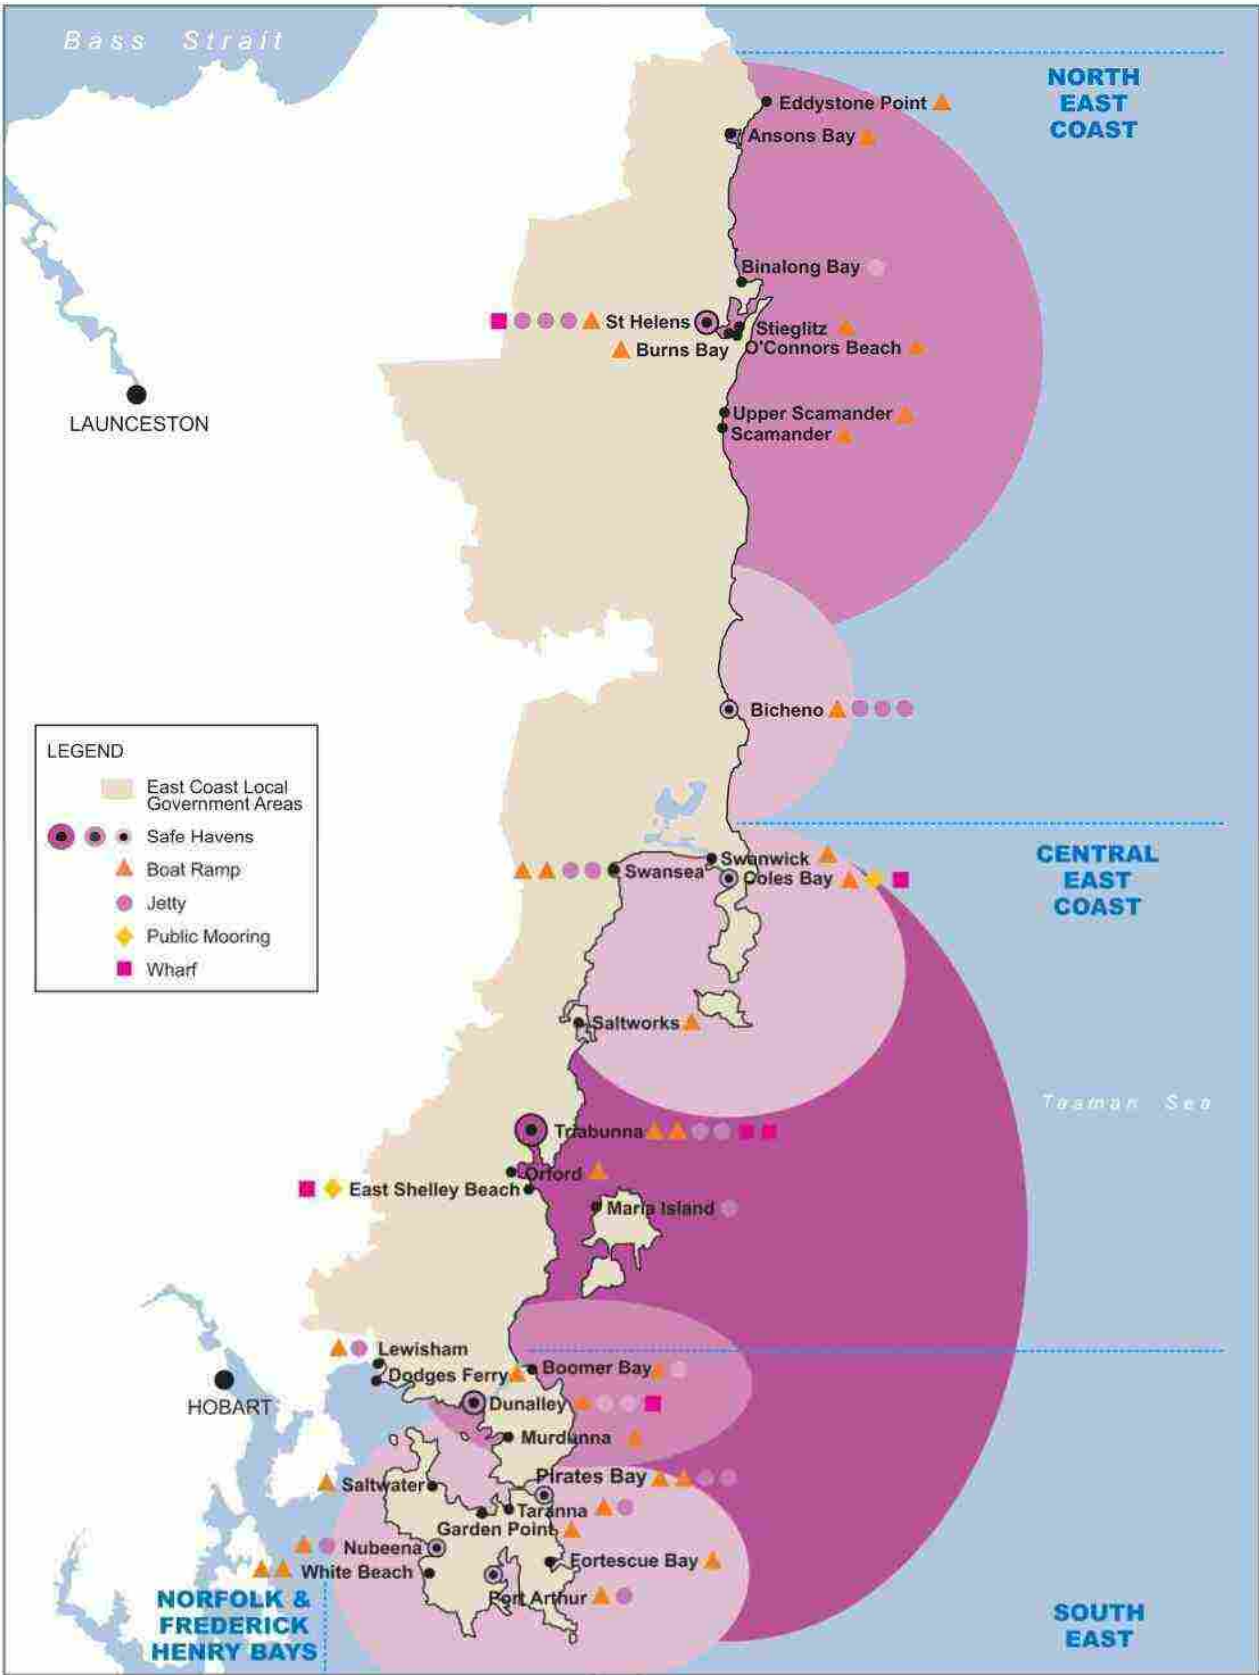 Bass Strait
NORTH
EAST
COAST
Eddystone Point
Ansons Bay
Binalong Bay
St Helens
Stieglitz
Burns Bay
O'Connors Beach
LAUNCESTON
Upper Scamander
Scamander
Bicheno
LEGEND
East Coast Local
Government Areas
Safe Havens
Boat Ramp
Jetty
Public Mooring
Wharf
CENTRAL
EAST
COAST
Swanwick
Swansea
Coles Bay
Saltworks
Tasman Sea
Triabunna
Orford
East Shelley Beach
Maria Island
Lewisham
Dodges Ferry
Boomer Bay
HOBART
Dunalley
Murdunna
Pirates Bay
Saltwater
Taranna
Garden Point
Nubeena
Fortescue Bay
White Beach
Port Arthur
NORFOLK &
FREDERICK
HENRY BAYS
SOUTH
EAST